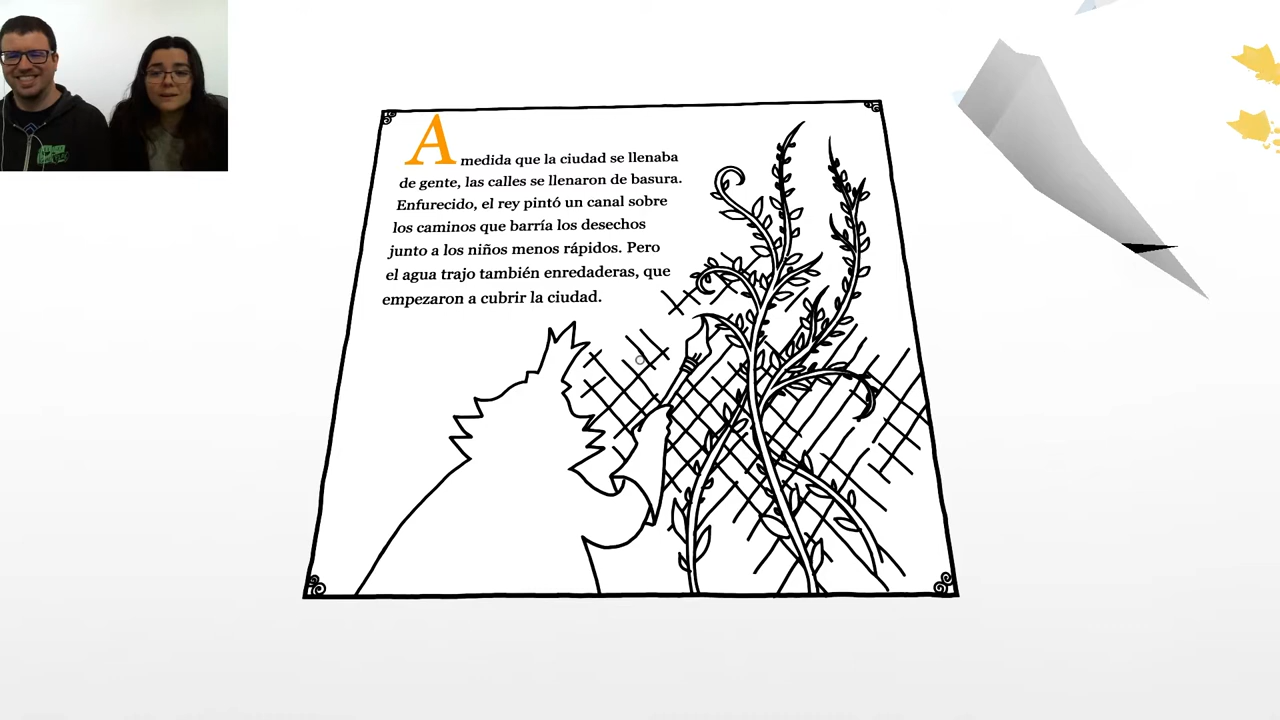 A medida que la ciudad se llenaba
de gente, las calles se llenaron de basura.
Enfurecido, el rey pintó un canal sobre
los caminos que barría los desechos
junto a los niños menos rápidos. Pero
el agua trajo también enredaderas, que
empezaron a cubrir la ciudad.